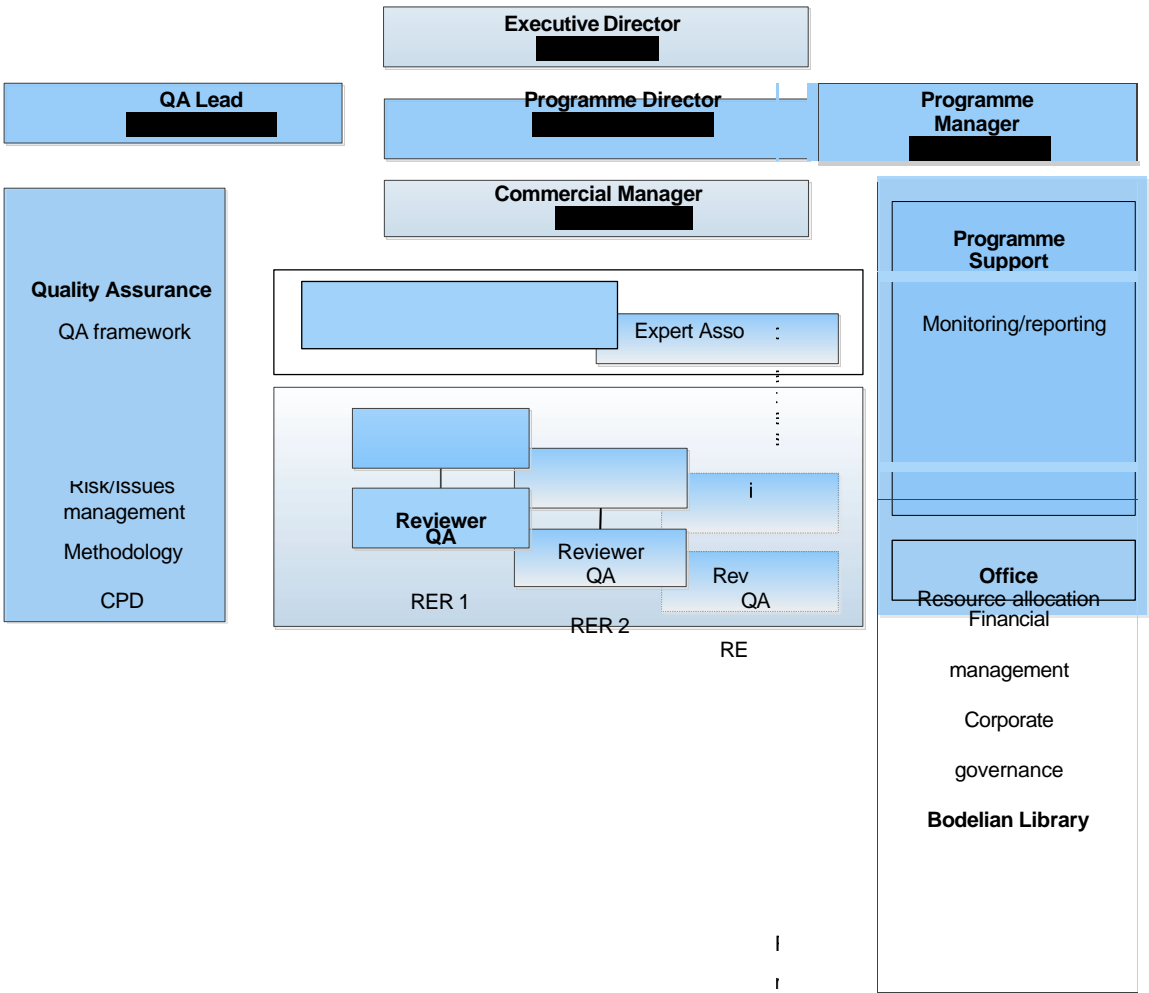 Executive Director
QA Lead
Programme Director
Programme
Manager
Commercial Manager
Quality Assurance
QA framework
Risk/Issues
management
Methodology
CPD
Expert Asso
Reviewer
QA
RER 1
Reviewer
QA
RER 2
i
Rev
QA
RE
Programme
Support
Monitoring/reporting
Office
Resource allocation
Financial
management
Corporate
governance
Bodelian Library